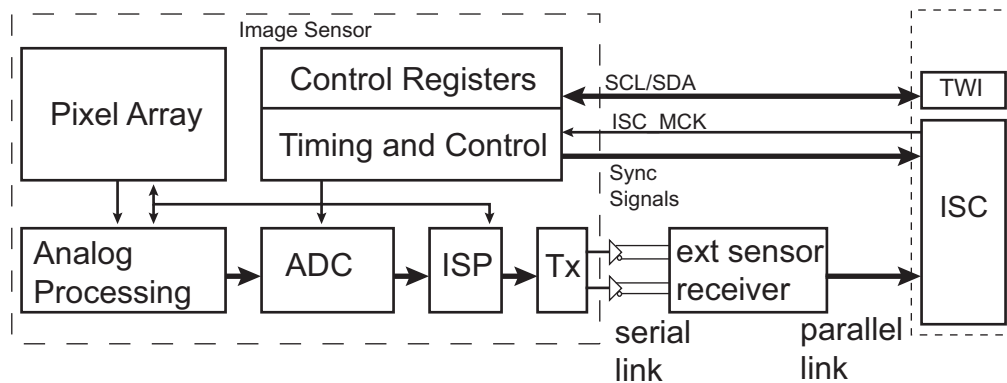 Image Sensor
Pixel Array
Control Registers
Timing and Control
SCL/SDA
TWI
ISC_MCK
Sync
Signals
ISC
Analog
Processing
ADC
ISP
Tx
ext sensor
receiver
serial
link
parallel
link